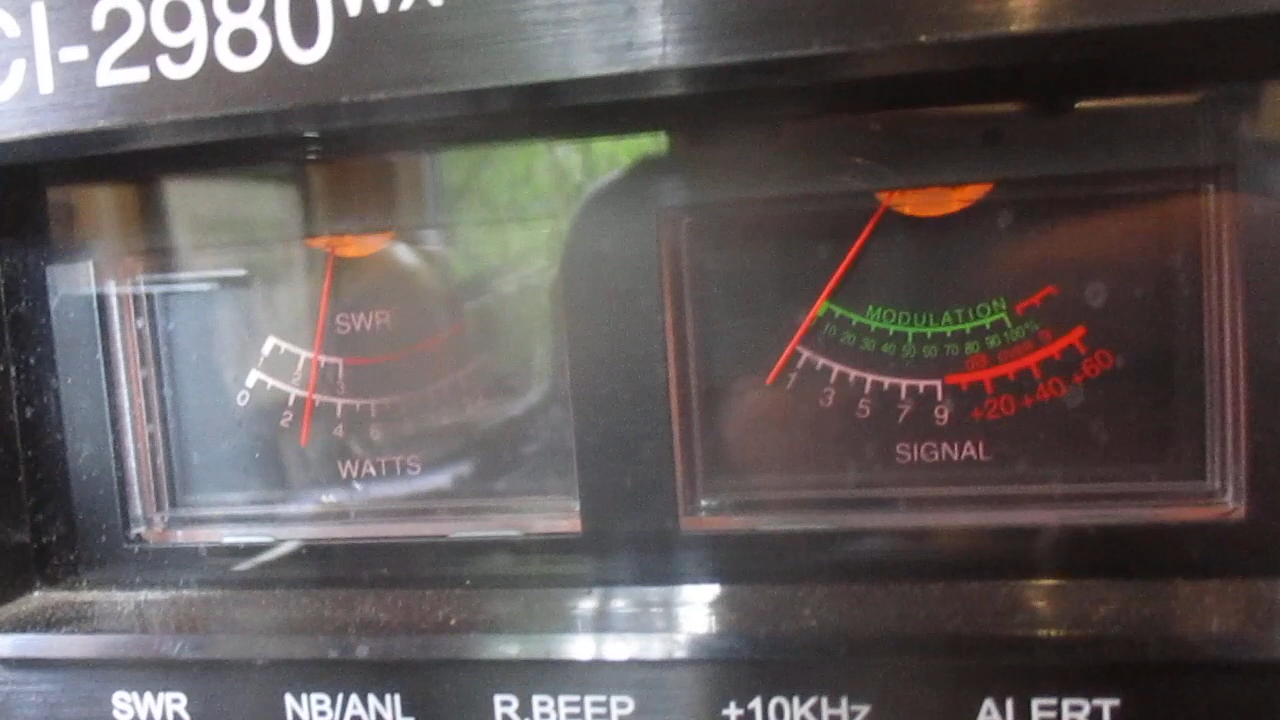 CI-2980WX
SWR
2 3
0 2 4 6
WATTS
MODULATION
10 20 30 40 50 60 70 80 90 100%
1 3 5 7 9 +20 +40 +60
SIGNAL
SWR NB/ANL R.BEEP +10KHz ALERT